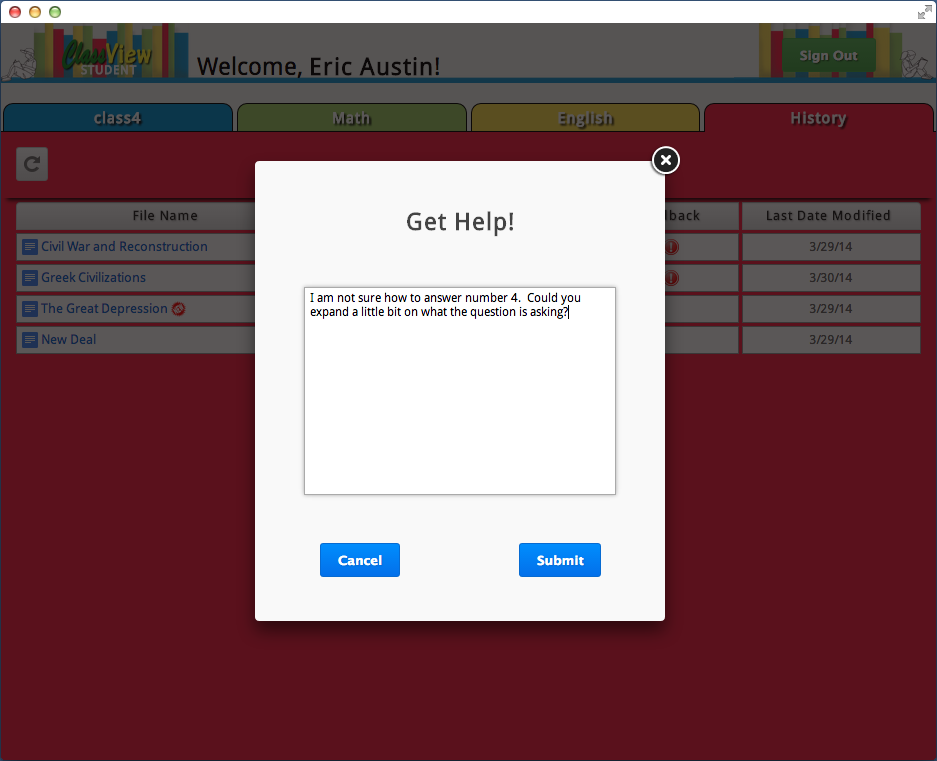 ClassView
STUDENT
Welcome, Eric Austin!
Sign Out
class4
Math
English
History
Get Help!
File Name
Last Date Modified
Civil War and Reconstruction
3/29/14
Greek Civilizations
3/30/14
The Great Depression
3/29/14
New Deal
3/29/14
I am not sure how to answer number 4.  Could you
expand a little bit on what the question is asking?
Cancel
Submit